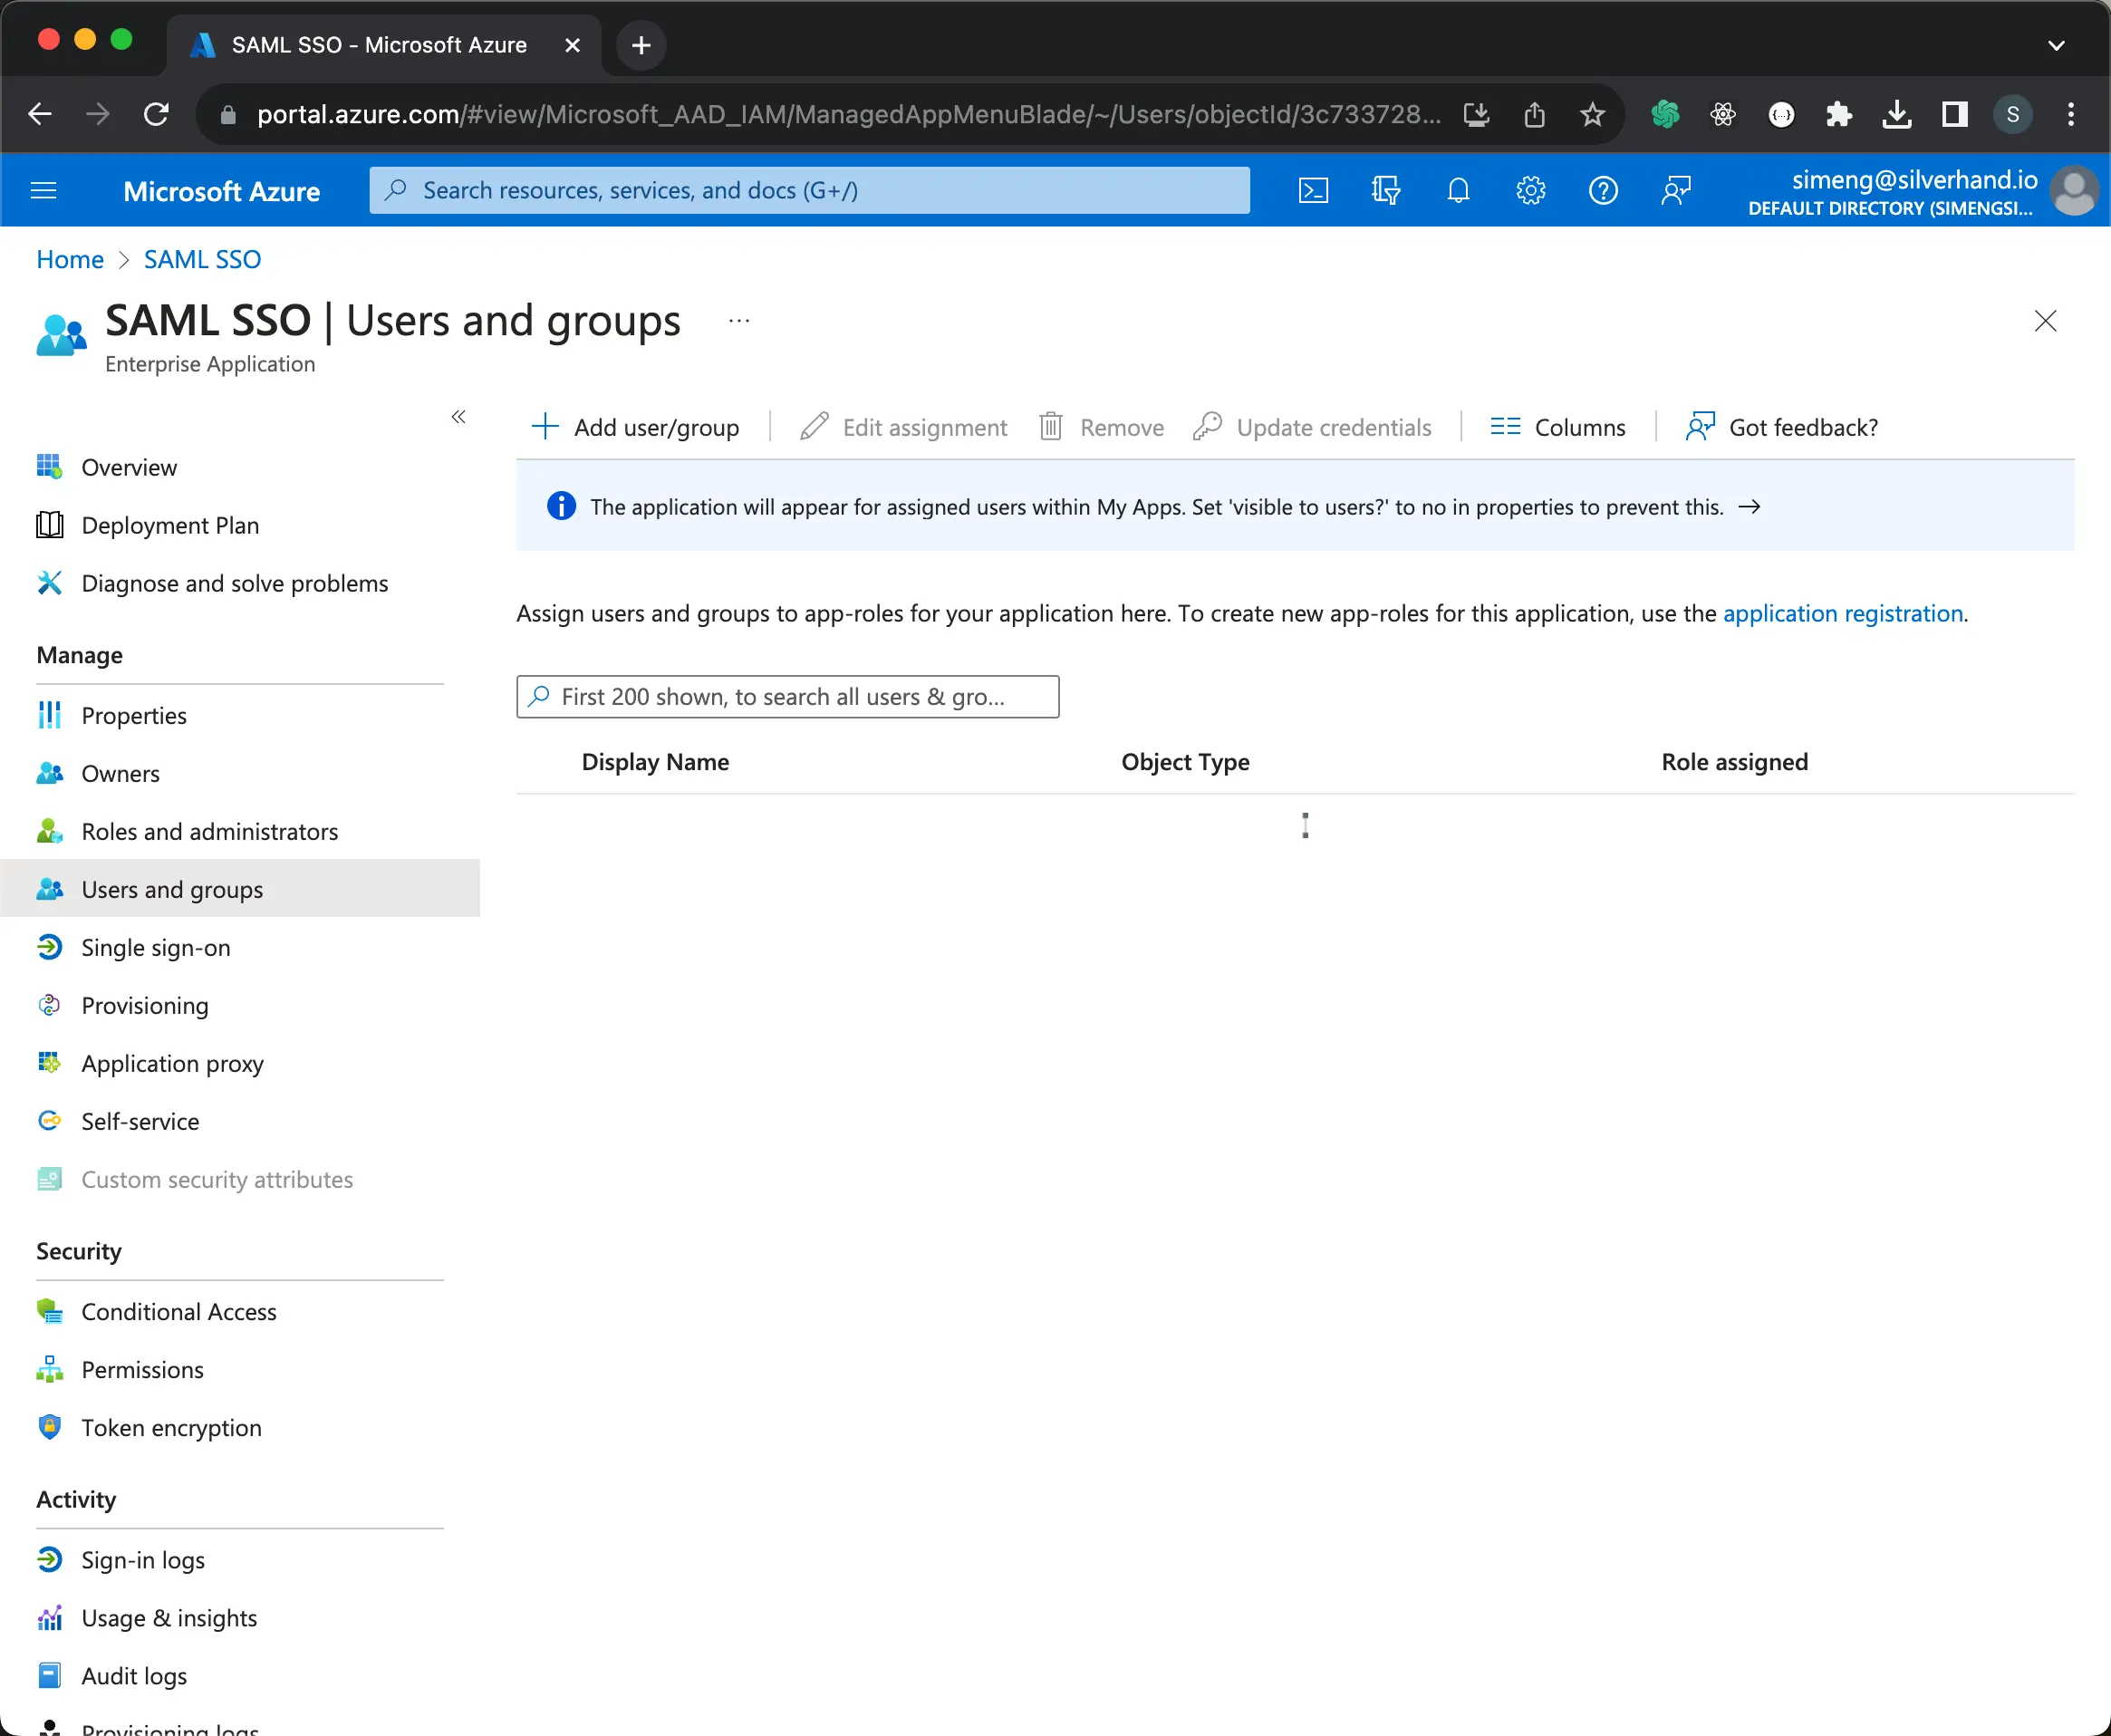 SAML SSO - Microsoft Azure
portal.azure.com/#view/Microsoft_AAD_IAM/ManagedAppMenuBlade/~/Users/objectId/3c733728...
S
Microsoft Azure
Search resources, services, and docs (G+/)
simeng@silverhand.io
DEFAULT DIRECTORY (SIMENGSI...
Home > SAML SSO
SAML SSO | Users and groups ...
Enterprise Application
Add user/group
Edit assignment
Remove
Update credentials
Columns
Got feedback?
The application will appear for assigned users within My Apps. Set 'visible to users?' to no in properties to prevent this. →
Assign users and groups to app-roles for your application here. To create new app-roles for this application, use the application registration.
First 200 shown, to search all users & gro...
Display Name
Object Type
Role assigned
Overview
Deployment Plan
Diagnose and solve problems
Manage
Properties
Owners
Roles and administrators
Users and groups
Single sign-on
Provisioning
Application proxy
Self-service
Custom security attributes
Security
Conditional Access
Permissions
Token encryption
Activity
Sign-in logs
Usage & insights
Audit logs
Provisioning logs